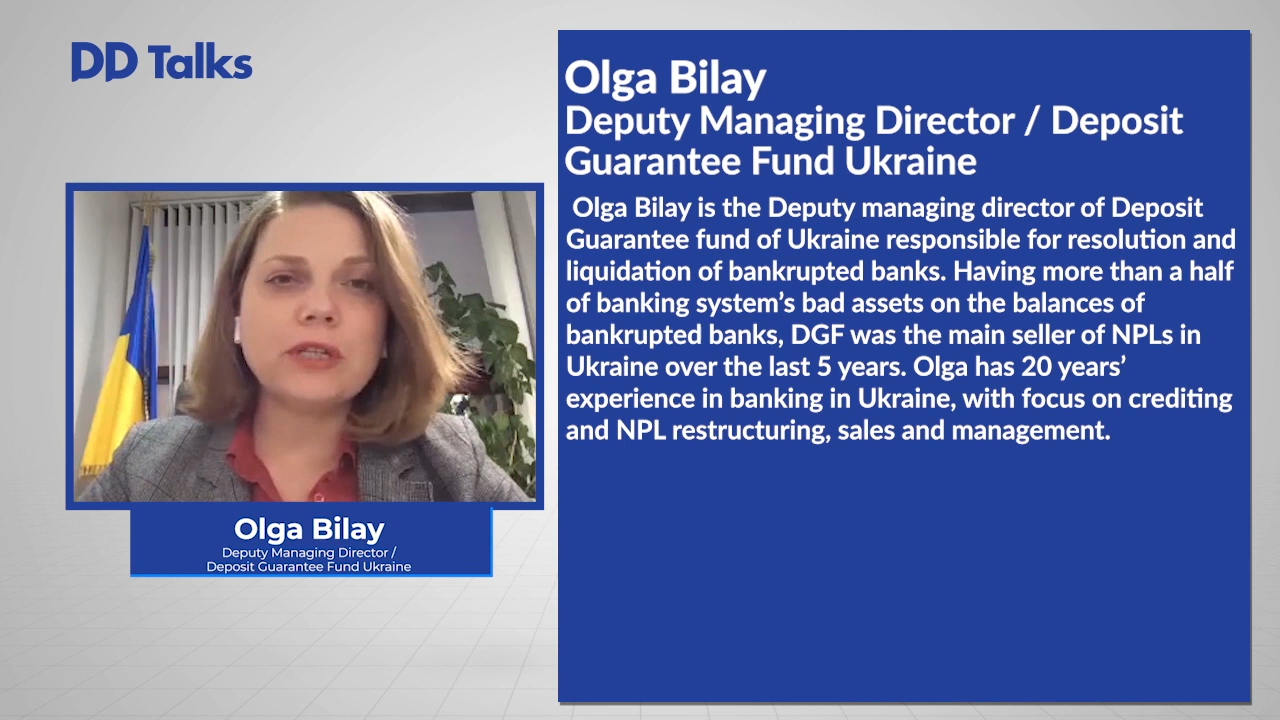 DD Talks
Olga Bilay
Deputy Managing Director / Deposit
Guarantee Fund Ukraine
Olga Bilay is the Deputy managing director of Deposit
Guarantee fund of Ukraine responsible for resolution and
liquidation of bankrupted banks. Having more than a half
of banking system’s bad assets on the balances of
bankrupted banks, DGF was the main seller of NPLs in
Ukraine over the last 5 years. Olga has 20 years’
experience in banking in Ukraine, with focus on crediting
and NPL restructuring, sales and management.
Olga Bilay
Deputy Managing Director /
Deposit Guarantee Fund Ukraine